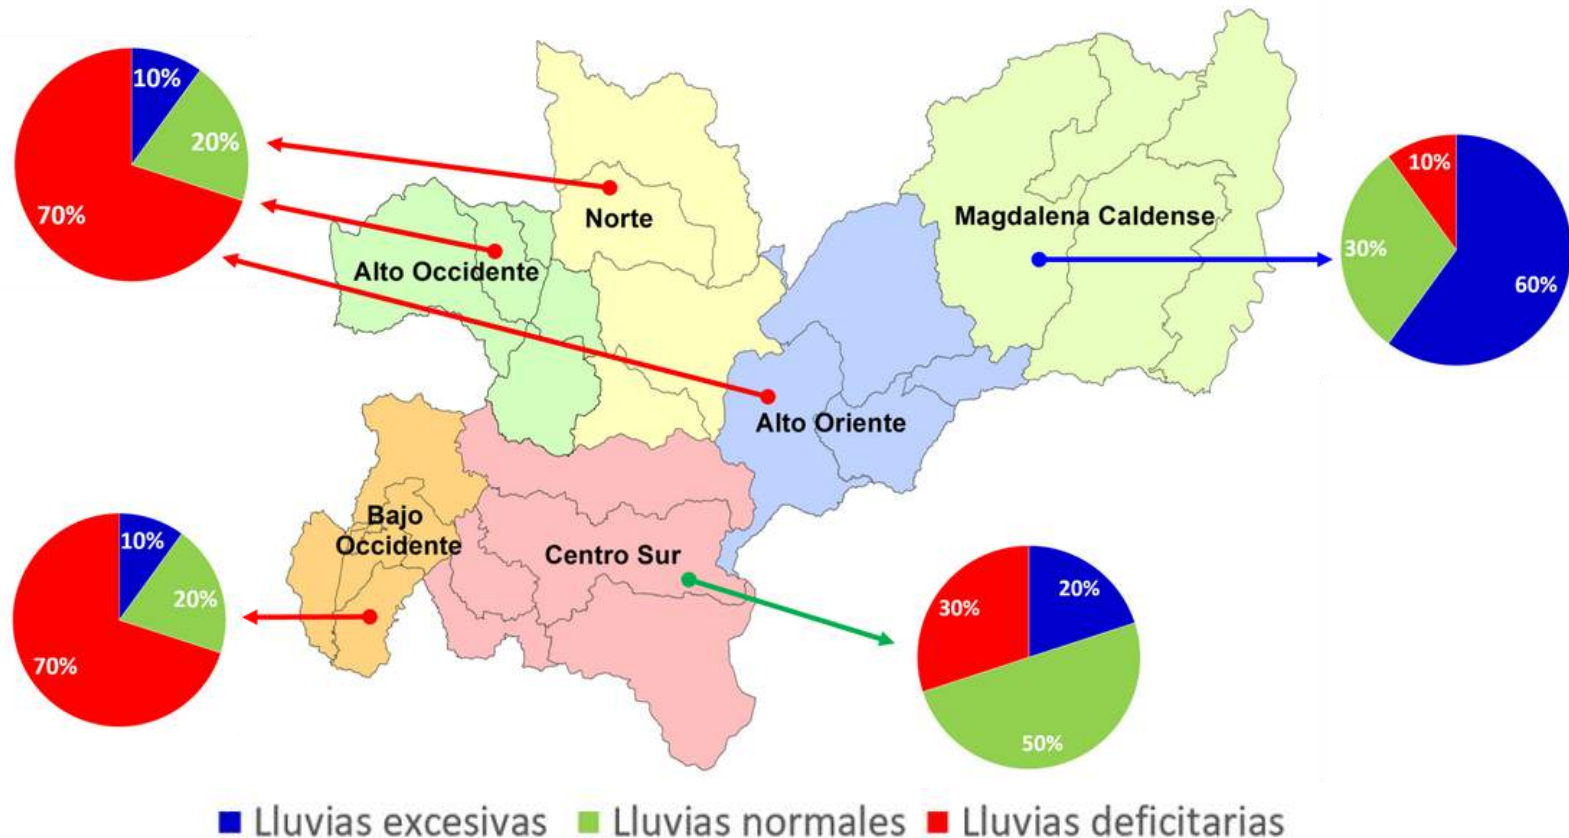 10%
20%
70%
Norte
Alto Occidente
Magdalena Caldense
10%
30%
60%
Alto Oriente
Bajo
Occidente
Centro Sur
10%
20%
70%
20%
30%
50%
Lluvias excesivas Lluvias normales Lluvias deficitarias